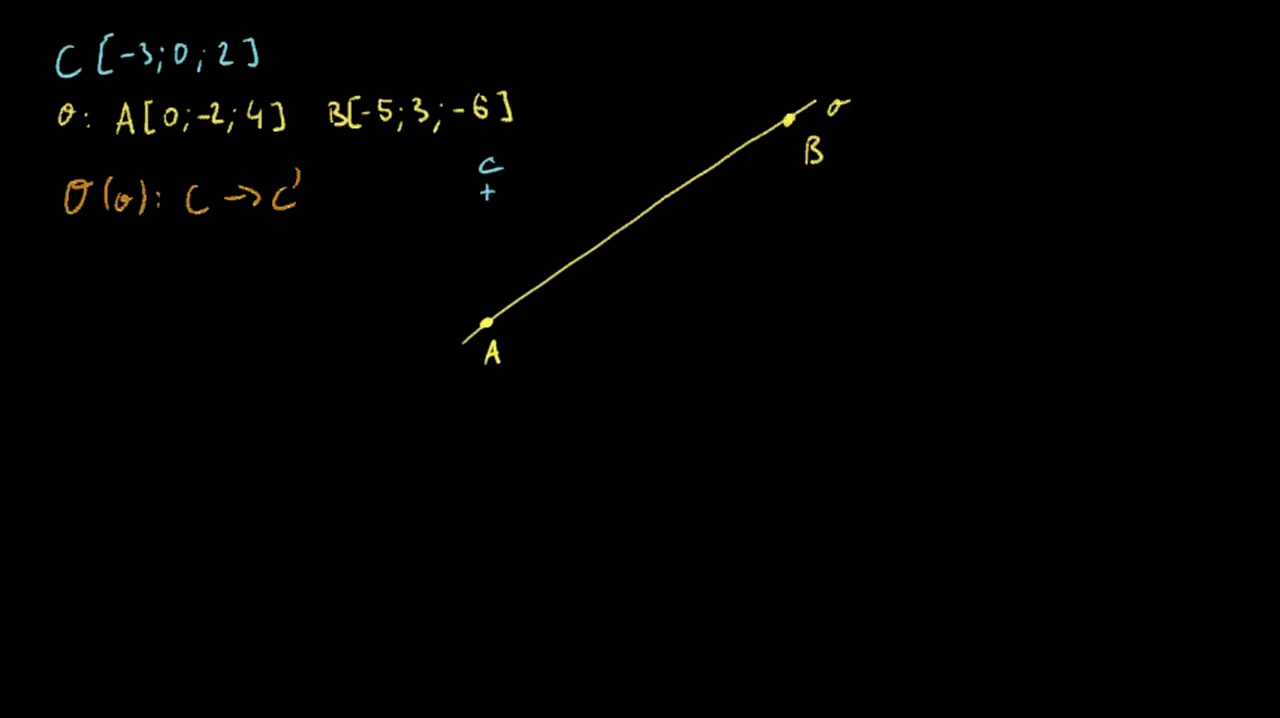 C [-3; 0; 2]
o: A[0; -2; 4] B[-5; 3; -6]
O(o): C → C'
C
o
B
A